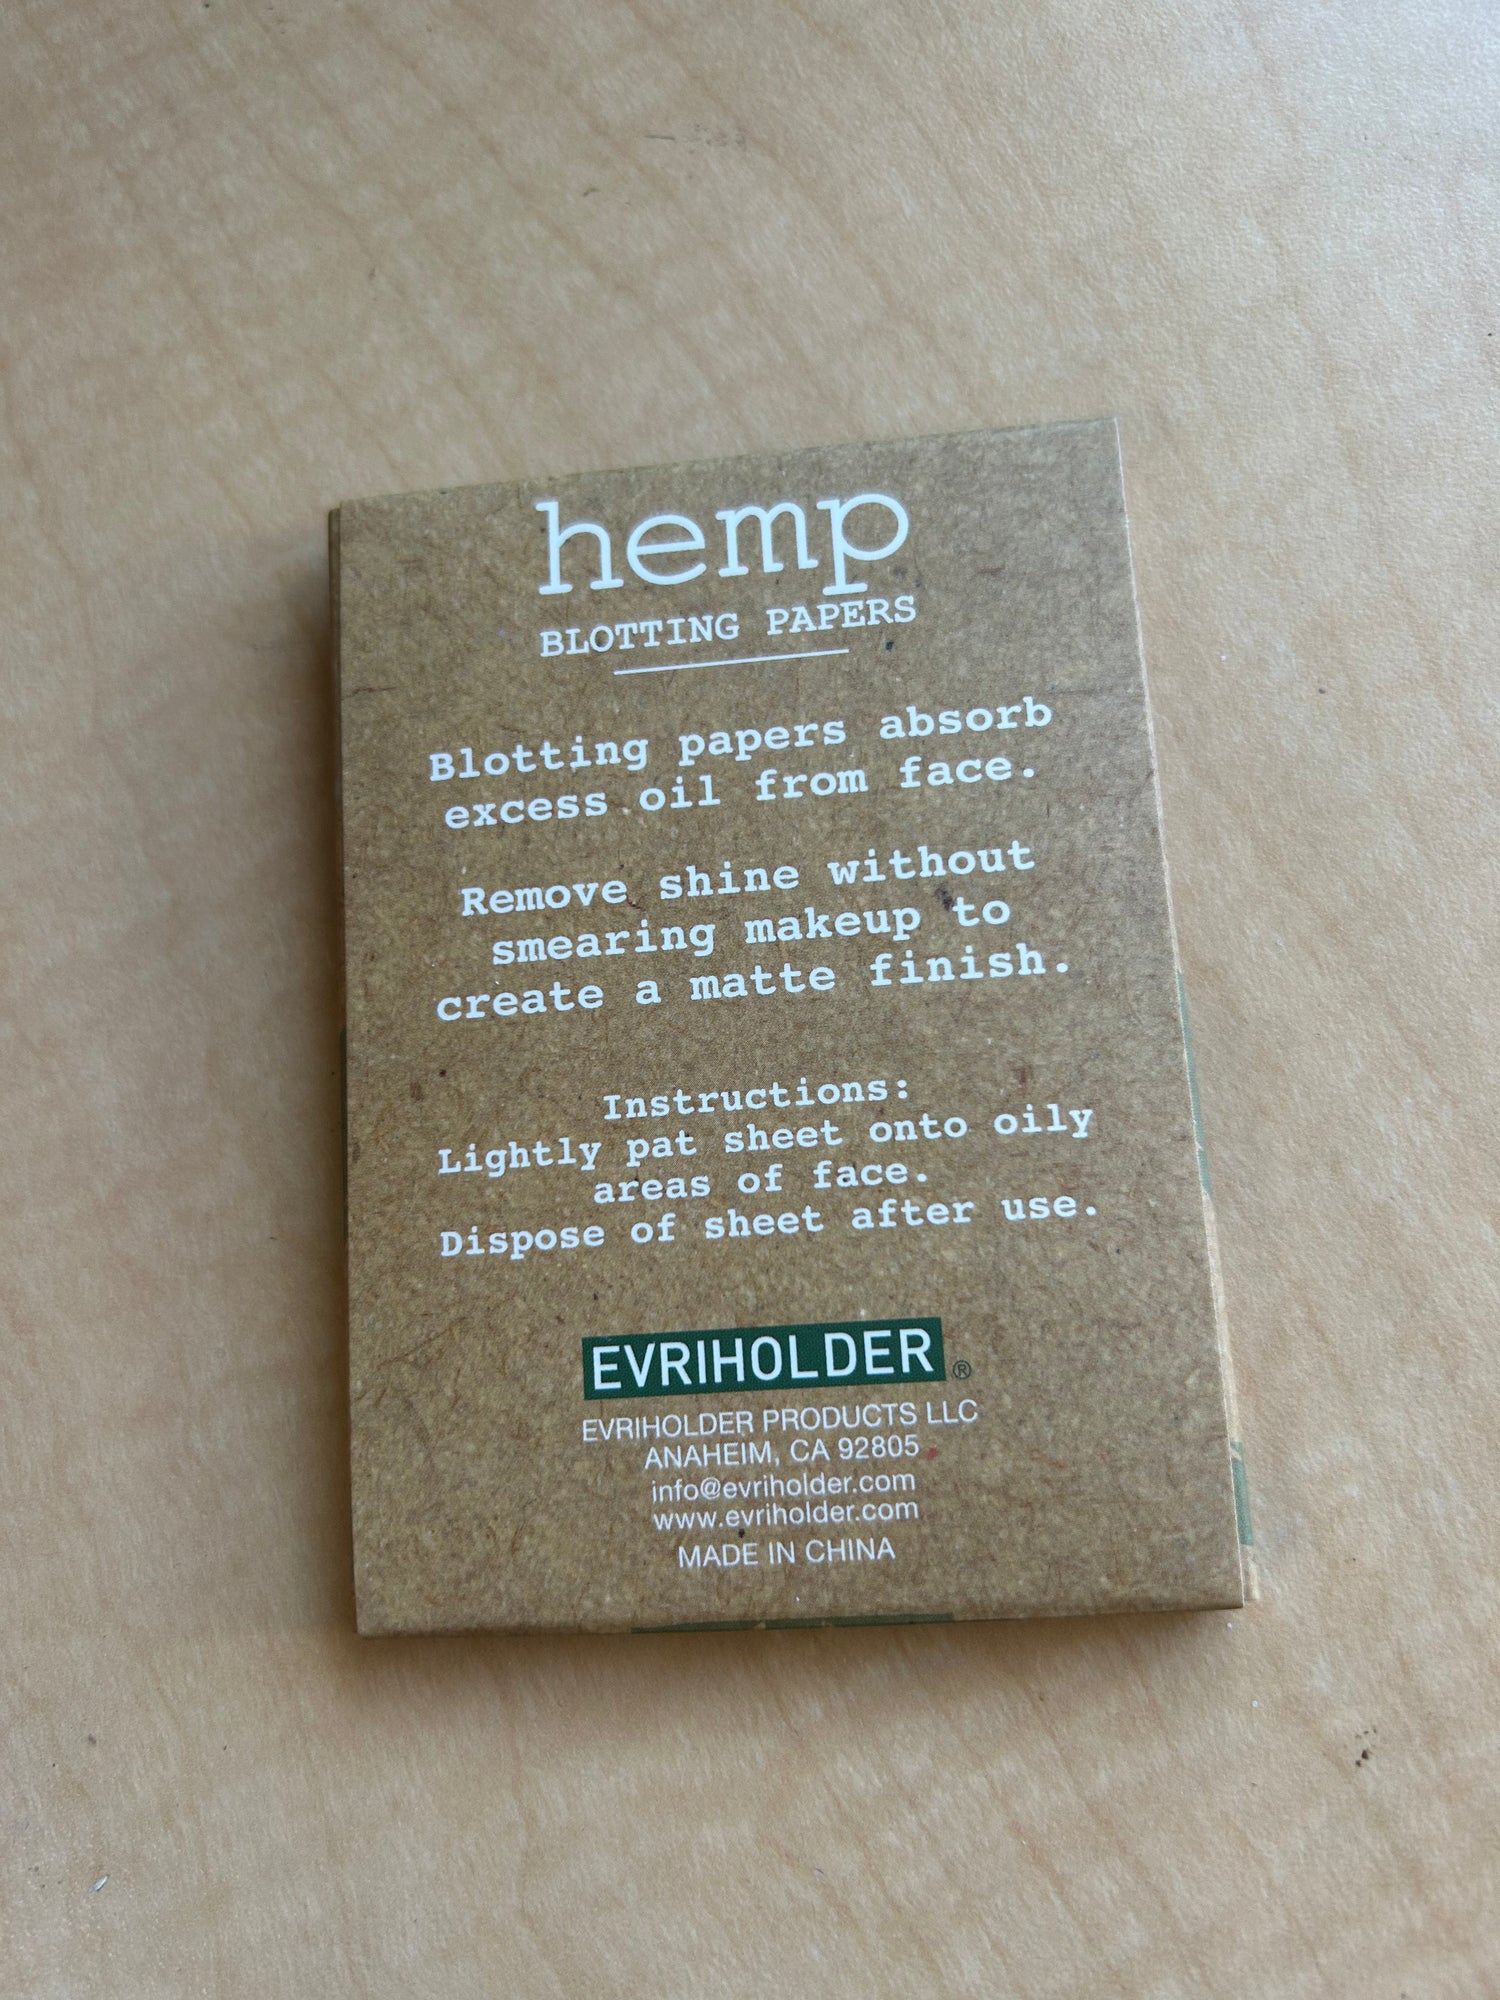 hemp
BLOTTING PAPERS
Blotting papers absorb
excess oil from face.
Remove shine without
smearing makeup to
create a matte finish.
Instructions:
Lightly pat sheet onto oily
areas of face.
Dispose of sheet after use.
EVRIHOLDER®
EVRIHOLDER PRODUCTS LLC
ANAHEIM, CA 92805
info@evriholder.com
www.evriholder.com
MADE IN CHINA